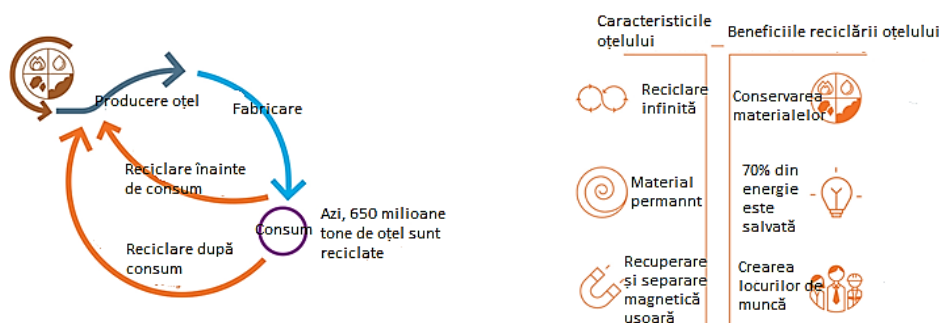 Producere oțel
Fabricare
Reciclare înainte
de consum
Consum
Azi, 650 milioane
tone de oțel sunt
reciclate
Reciclare după
consum
Caracteristicile
oțelului
Beneficiile reciclării oțelului
Reciclare
infinită
Conservarea
materialelor
Material
permannt
70% din
energie
este
salvată
Recuperare
și separare
magnetică
ușoară
Crearea
locurilor de
muncă